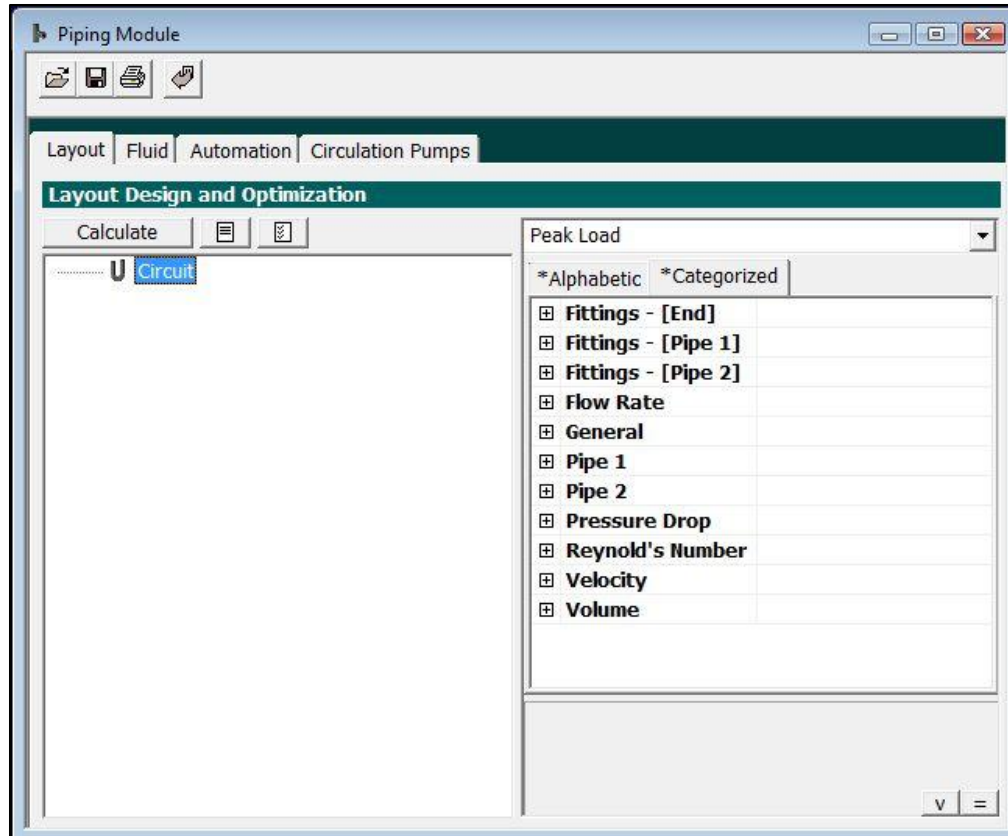 Piping Module
Layout Fluid Automation Circulation Pumps
Layout Design and Optimization
Calculate
Circuit
Peak Load
*Alphabetic *Categorized
Fittings - [End]
Fittings - [Pipe 1]
Fittings - [Pipe 2]
Flow Rate
General
Pipe 1
Pipe 2
Pressure Drop
Reynold's Number
Velocity
Volume
v =